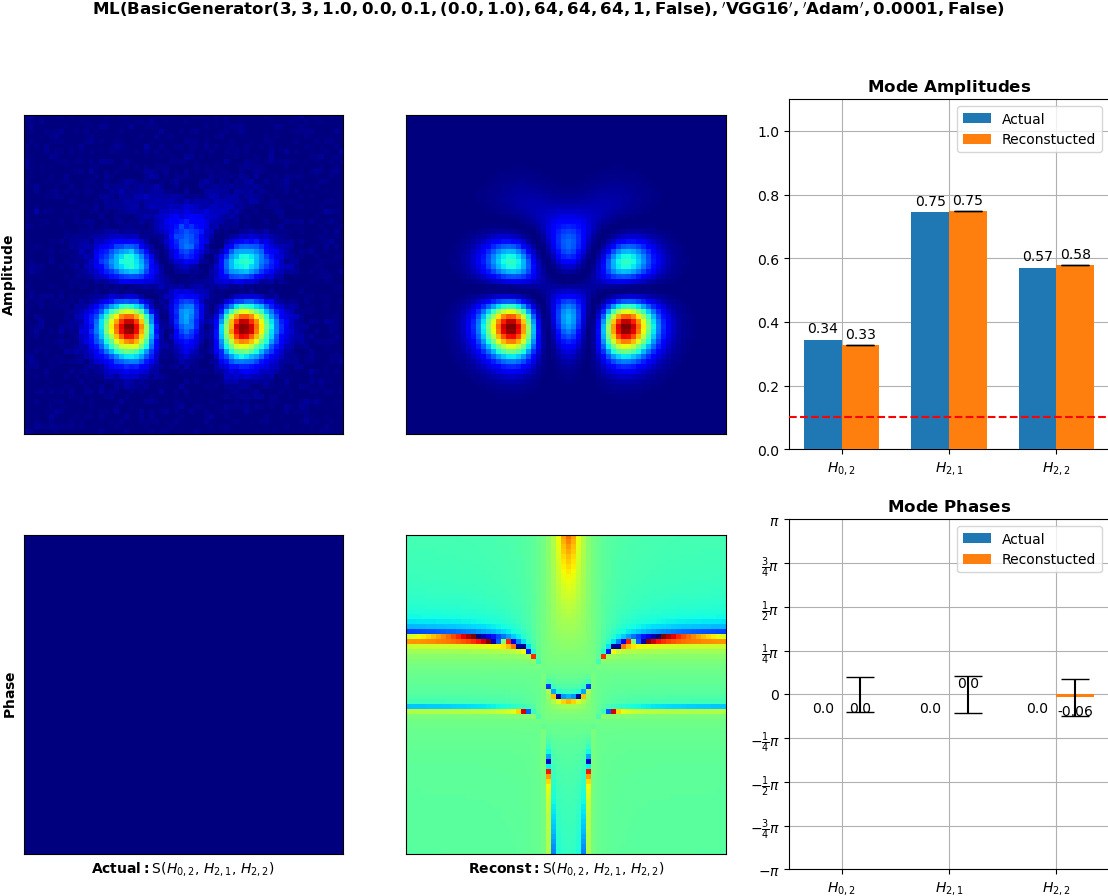 ML(BasicGenerator(3, 3, 1.0, 0.0, 0.1, (0.0, 1.0), 64, 64, 64, 1, False), ′VGG16′, ′Adam′, 0.0001, False)
Amplitude
Mode Amplitudes
Actual
Reconstucted
1.0
0.8
0.6
0.4
0.2
0.0
0.34 0.33
0.75 0.75
0.57 0.58
H0, 2 H2, 1 H2, 2
Phase
Actual: S(H0, 2, H2, 1, H2, 2)
Reconst: S(H0, 2, H2, 1, H2, 2)
Mode Phases
Actual
Reconstucted
π
3/4π
1/2π
1/4π
0
−1/4π
−1/2π
−3/4π
−π
0.0 0.0
0.0 0.0
0.0 -0.06
H0, 2 H2, 1 H2, 2